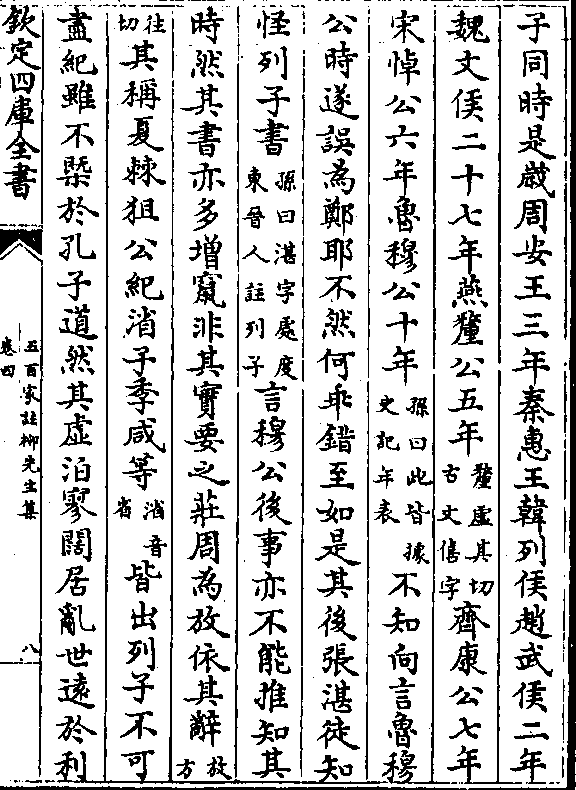 子同時是歲周安王三年秦惠王韓列侯趙武侯二年
魏文侯二十七年燕釐公五年釐虚其切古文僖字齊康公七年
宋悼公六年魯穆公十年孫曰此皆據史記年表不知向言魯穆
公時遂誤為鄭耶不然何乖錯至如是其後張湛徒知
怪列子書孫曰湛字處度東晉人註列子言穆公後事亦不能推知其
時然其書亦多增竄非其實要之莊周為放依其辭放方
往切其稱夏棘狙公紀渻子季咸等渻音省皆出列子不可
盡紀雖不槩於孔子道然其虚泊寥闊居亂世遠於利
欽定四庫全書
五百家註柳先生集
卷四
八